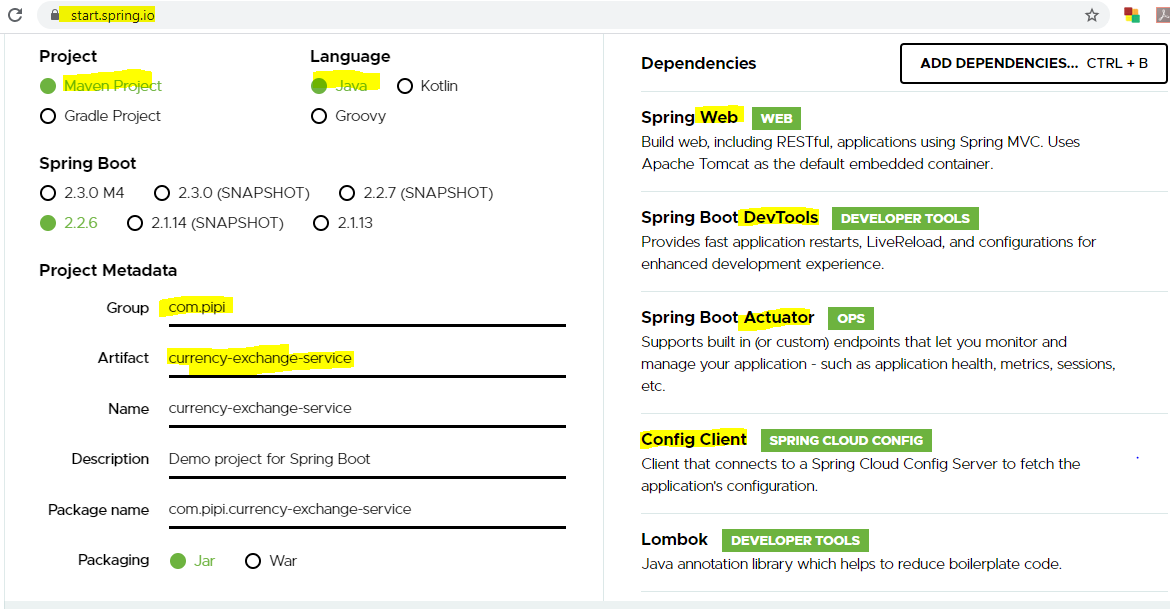 start.spring.io
Project
Maven Project
Gradle Project
Language
Java Kotlin
Groovy
Spring Boot
2.3.0 M4 2.3.0 (SNAPSHOT) 2.2.7 (SNAPSHOT)
2.2.6 2.1.14 (SNAPSHOT) 2.1.13
Project Metadata
Group com.pipi
Artifact currency-exchange-service
Name currency-exchange-service
Description Demo project for Spring Boot
Package name com.pipi.currency-exchange-service
Packaging Jar War
Dependencies ADD DEPENDENCIES... CTRL + B
Spring Web WEB
Build web, including RESTful, applications using Spring MVC. Uses
Apache Tomcat as the default embedded container.
Spring Boot DevTools DEVELOPER TOOLS
Provides fast application restarts, LiveReload, and configurations for
enhanced development experience.
Spring Boot Actuator OPS
Supports built in (or custom) endpoints that let you monitor and
manage your application - such as application health, metrics, sessions,
etc.
Config Client SPRING CLOUD CONFIG
Client that connects to a Spring Cloud Config Server to fetch the
application's configuration.
Lombok DEVELOPER TOOLS
Java annotation library which helps to reduce boilerplate code.